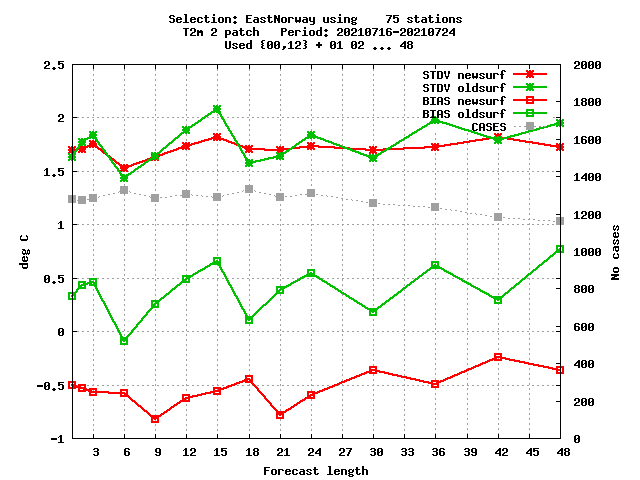 Selection: EastNorway using    75 stations
T2m 2 patch   Period: 20210716-20210724
Used {00,12} + 01 02 ... 48
STDV newsurf
STDV oldsurf
BIAS newsurf
BIAS oldsurf
CASES
2.5
2
1.5
1
0.5
0
-0.5
-1
deg C
2000
1800
1600
1400
1200
1000
800
600
400
200
0
No cases
3 6 9 12 15 18 21 24 27 30 33 36 39 42 45 48
Forecast length